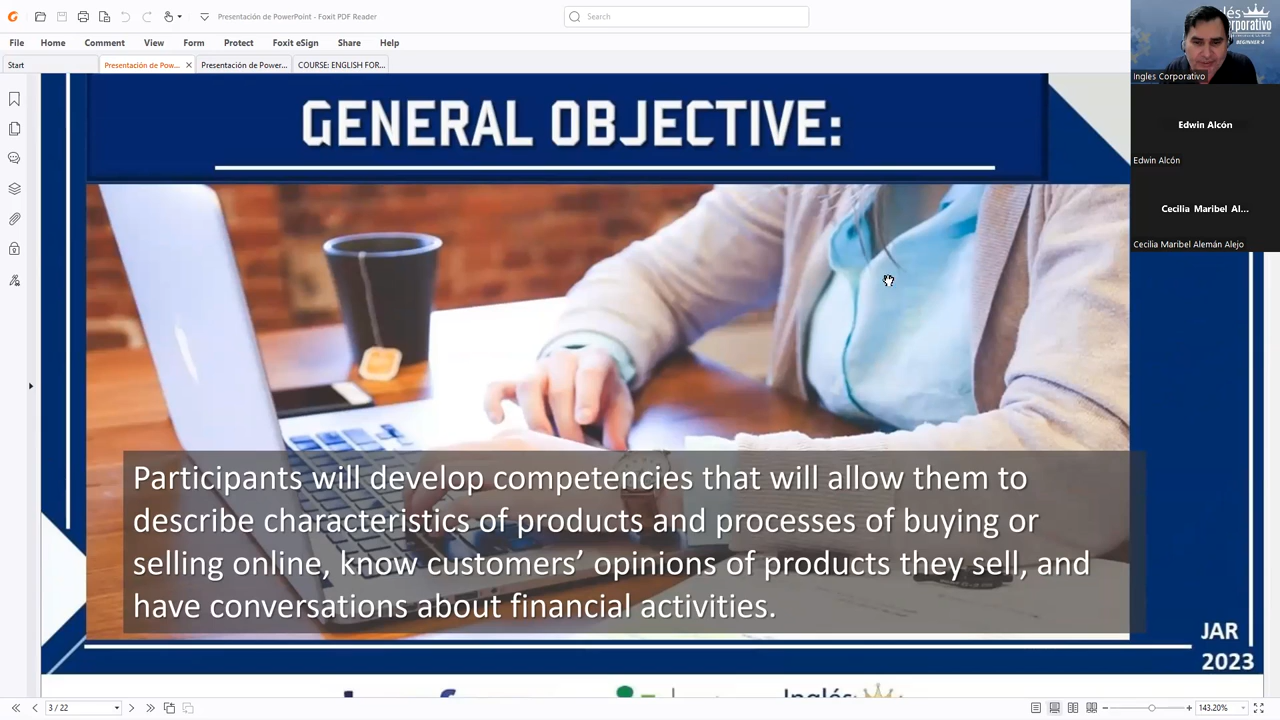 Presentación de PowerPoint - Foxit PDF Reader
Search
File Home Comment View Form Protect Foxit eSign Share Help
Start
Presentación de Pow...
Presentación de Power...
COURSE: ENGLISH FOR...
GENERAL OBJECTIVE:
Participants will develop competencies that will allow them to
describe characteristics of products and processes of buying or
selling online, know customers’ opinions of products they sell, and
have conversations about financial activities.
JAR
2023
Inglés
BEGINNER 4
Ingles Corporativo
Edwin Alcón
Edwin Alcón
Cecilia Maribel Al...
Cecilia Maribel Alemán Alejo
3 / 22
143.20%